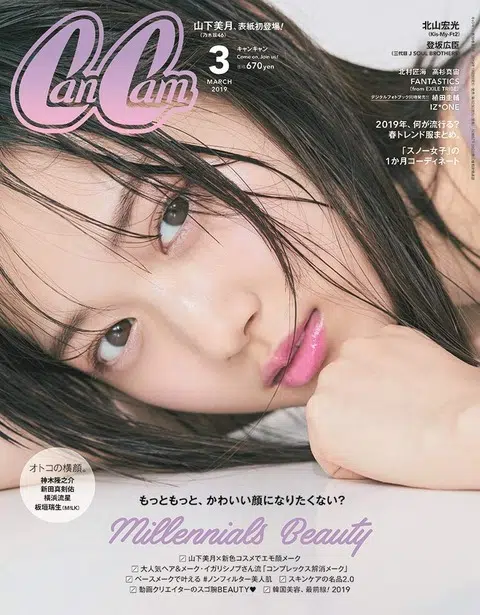 CanCam
山下美月、表紙初登場!
(乃木坂46)
3
MARCH
2019
キャンキャン
Come on, Join us!
670yen
北山宏光
(Kis-My-Ft2)
登坂広臣
(三代目 J SOUL BROTHERS)
北村匠海 高杉真宙
FANTASTICS
(from EXILE TRIBE)
IZ*ONE
2019年、何が流行る?
春トレンド服まとめ。
「スノー女子」の
1か月コーディネート
オトコの横顔。
神木隆之介
新田真剣佑
横浜流星
板垣瑞生(M!LK)
もっともっと、かわいい顔になりたくない?
Millennials Beauty
☑山下美月×新色コスメでエモ顔メーク
☑大人気ヘア&メーク・イガリシノブさん流「コンプレックス解消メーク」
☑ベースメークで叶える #ノンフィルター美人肌 ☑スキンケアの名品2.0
☑動画クリエイターのスゴ腕BEAUTY♥ ☑韓国美容、最前線! 2019